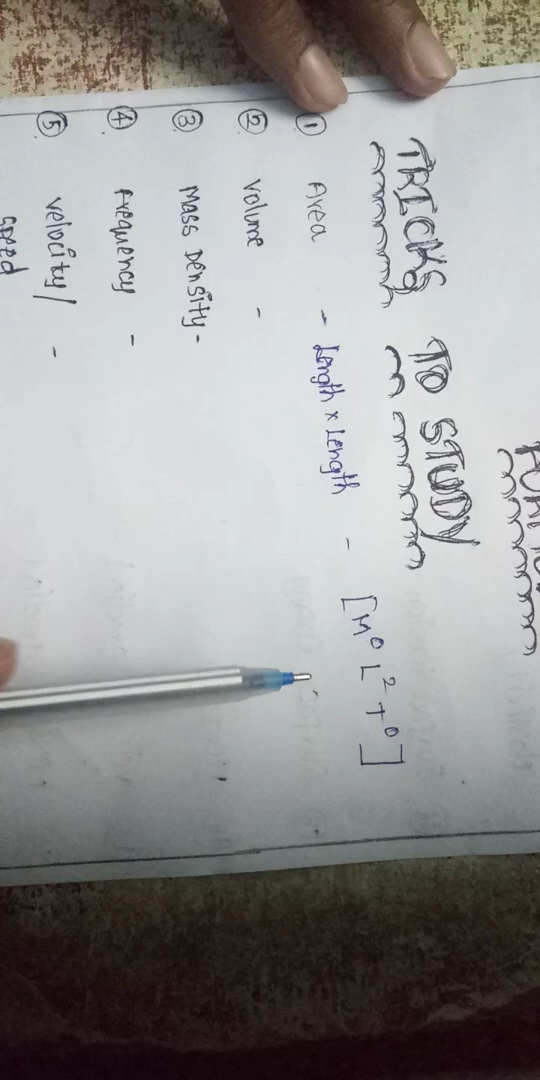 TRICKS TO STUDY
① Area - Length x Length - [M⁰ L² T⁰]
② Volume -
③ Mass Density -
④ Frequency -
⑤ Velocity/ -
Speed